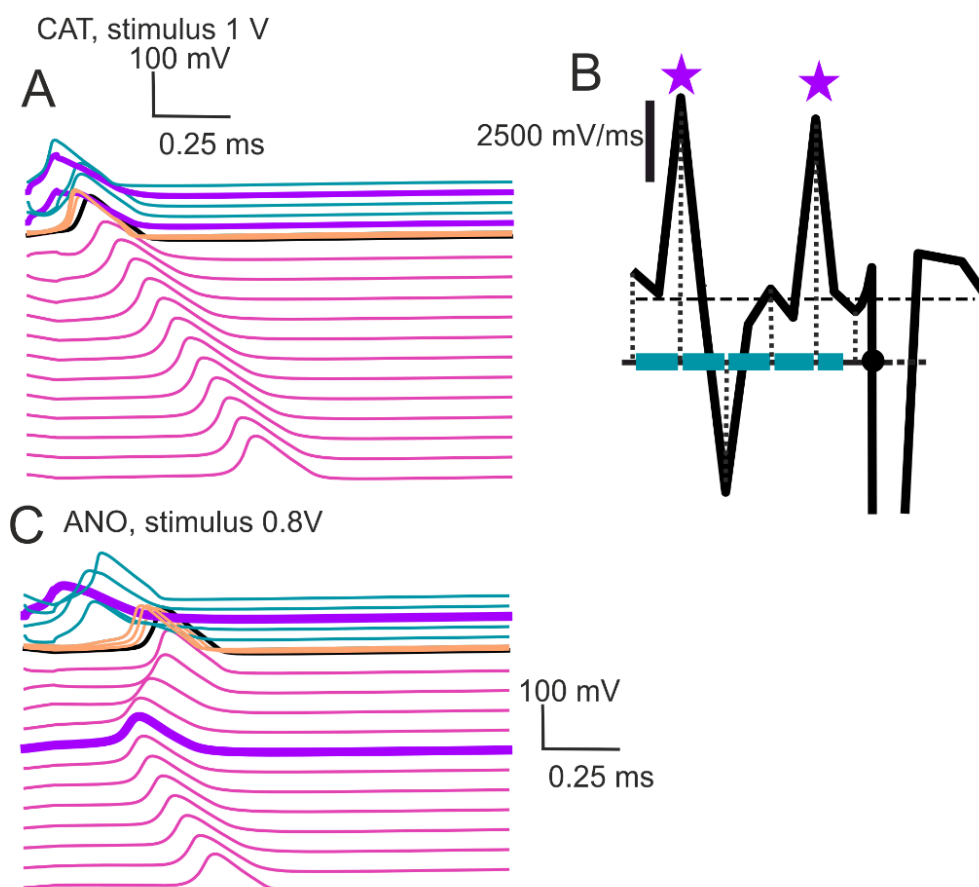 CAT, stimulus 1 V
100 mV
A
0.25 ms
B
2500 mV/ms
C
ANO, stimulus 0.8V
100 mV
0.25 ms